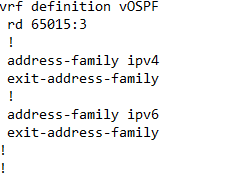 vrf definition vOSPF
 rd 65015:3
 !
 address-family ipv4
 exit-address-family
 !
 address-family ipv6
 exit-address-family
!
!